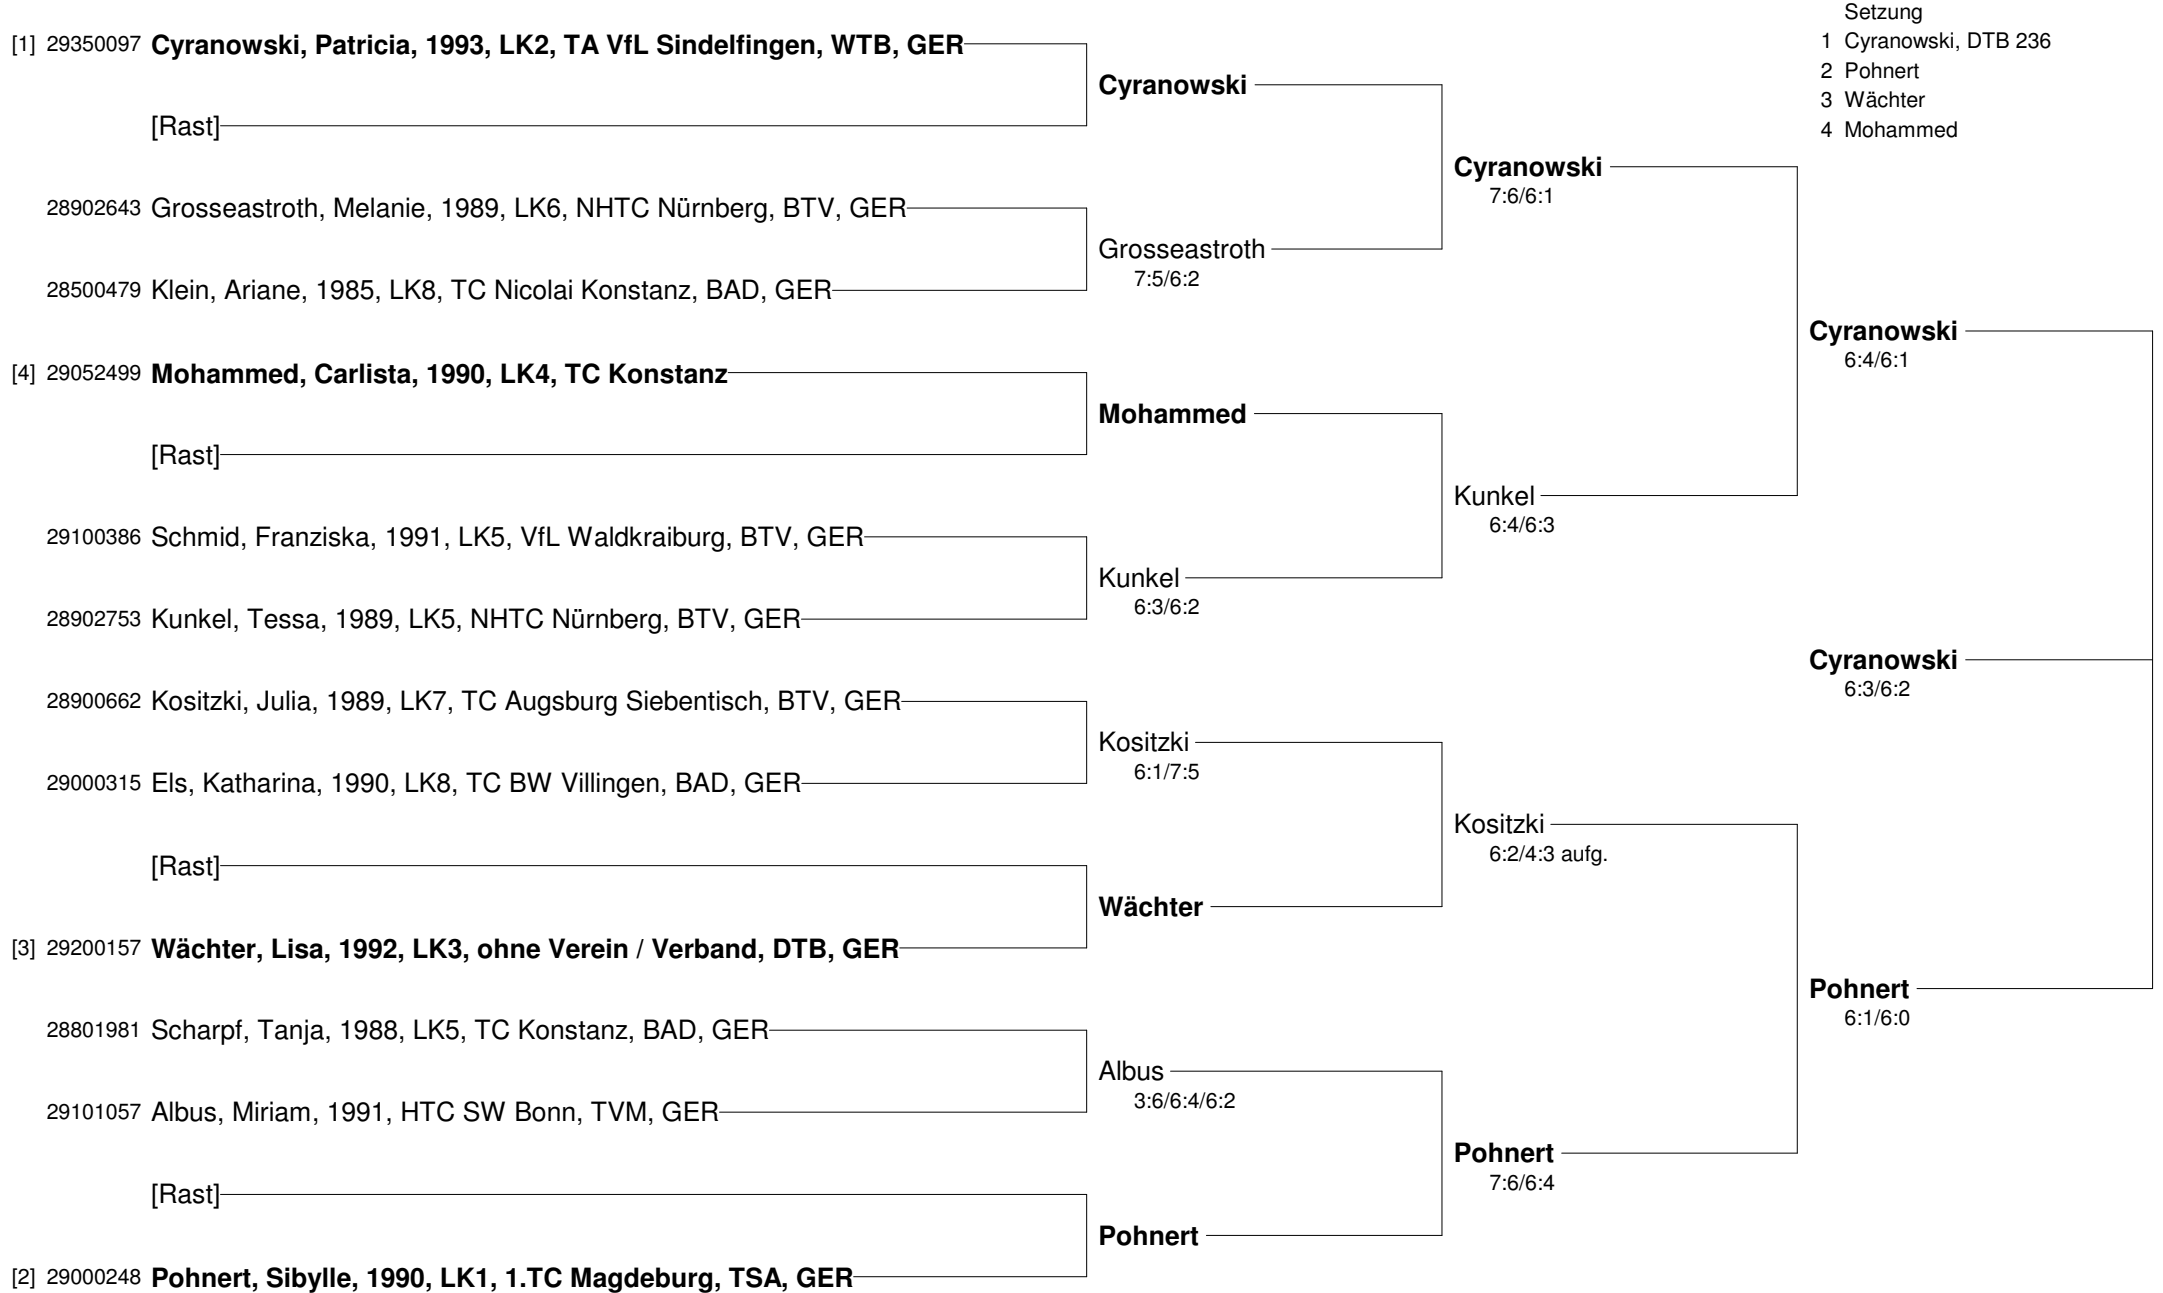 Setzung
1 Cyranowski, DTB 236
2 Pohnert
3 Wächter
4 Mohammed
[1] 29350097 Cyranowski, Patricia, 1993, LK2, TA VfL Sindelfingen, WTB, GER
[Rast]
28902643 Grosseastroth, Melanie, 1989, LK6, NHTC Nürnberg, BTV, GER
28500479 Klein, Ariane, 1985, LK8, TC Nicolai Konstanz, BAD, GER
[4] 29052499 Mohammed, Carlista, 1990, LK4, TC Konstanz
[Rast]
29100386 Schmid, Franziska, 1991, LK5, VfL Waldkraiburg, BTV, GER
28902753 Kunkel, Tessa, 1989, LK5, NHTC Nürnberg, BTV, GER
28900662 Kositzki, Julia, 1989, LK7, TC Augsburg Siebentisch, BTV, GER
29000315 Els, Katharina, 1990, LK8, TC BW Villingen, BAD, GER
[Rast]
[3] 29200157 Wächter, Lisa, 1992, LK3, ohne Verein / Verband, DTB, GER
28801981 Scharpf, Tanja, 1988, LK5, TC Konstanz, BAD, GER
29101057 Albus, Miriam, 1991, HTC SW Bonn, TVM, GER
[Rast]
[2] 29000248 Pohnert, Sibylle, 1990, LK1, 1.TC Magdeburg, TSA, GER
Cyranowski
Grosseastroth
7:5/6:2
Mohammed
Kunkel
6:3/6:2
Kositzki
6:1/7:5
Wächter
Albus
3:6/6:4/6:2
Pohnert
Cyranowski
7:6/6:1
Kunkel
6:4/6:3
Kositzki
6:2/4:3 aufg.
Pohnert
7:6/6:4
Cyranowski
6:4/6:1
Cyranowski
6:3/6:2
Pohnert
6:1/6:0